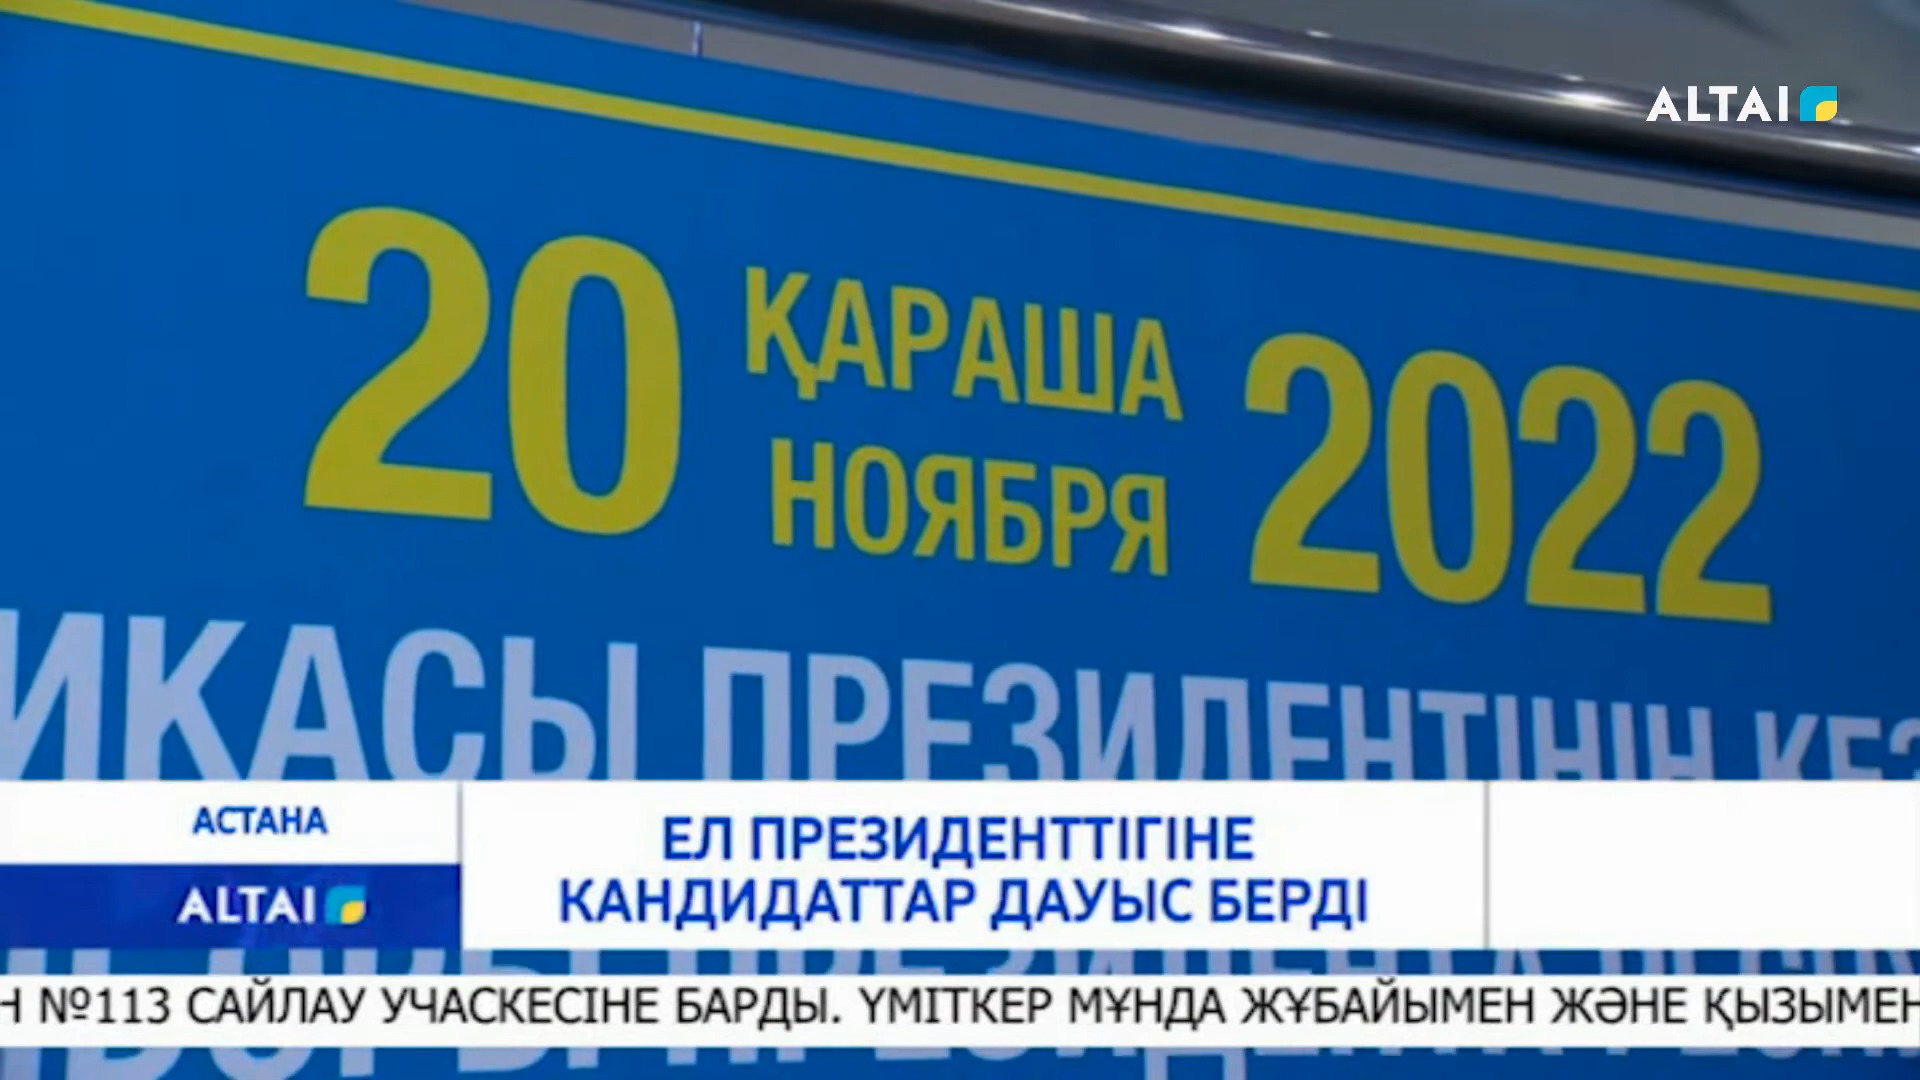 ALTAI
20 ҚАРАША 2022
НОЯБРЯ
ИКАСЫ ПРЕЗИДЕНТІНІҢ КЕЗ
АСТАНА
ALTAI
ЕЛ ПРЕЗИДЕНТТІГІНЕ
КАНДИДАТТАР ДАУЫС БЕРДІ
Н №113 САЙЛАУ УЧАСКЕСІНЕ БАРДЫ. ҮМІТКЕР МҰНДА ЖҰБАЙЫМЕН ЖӘНЕ ҚЫЗЫМЕН